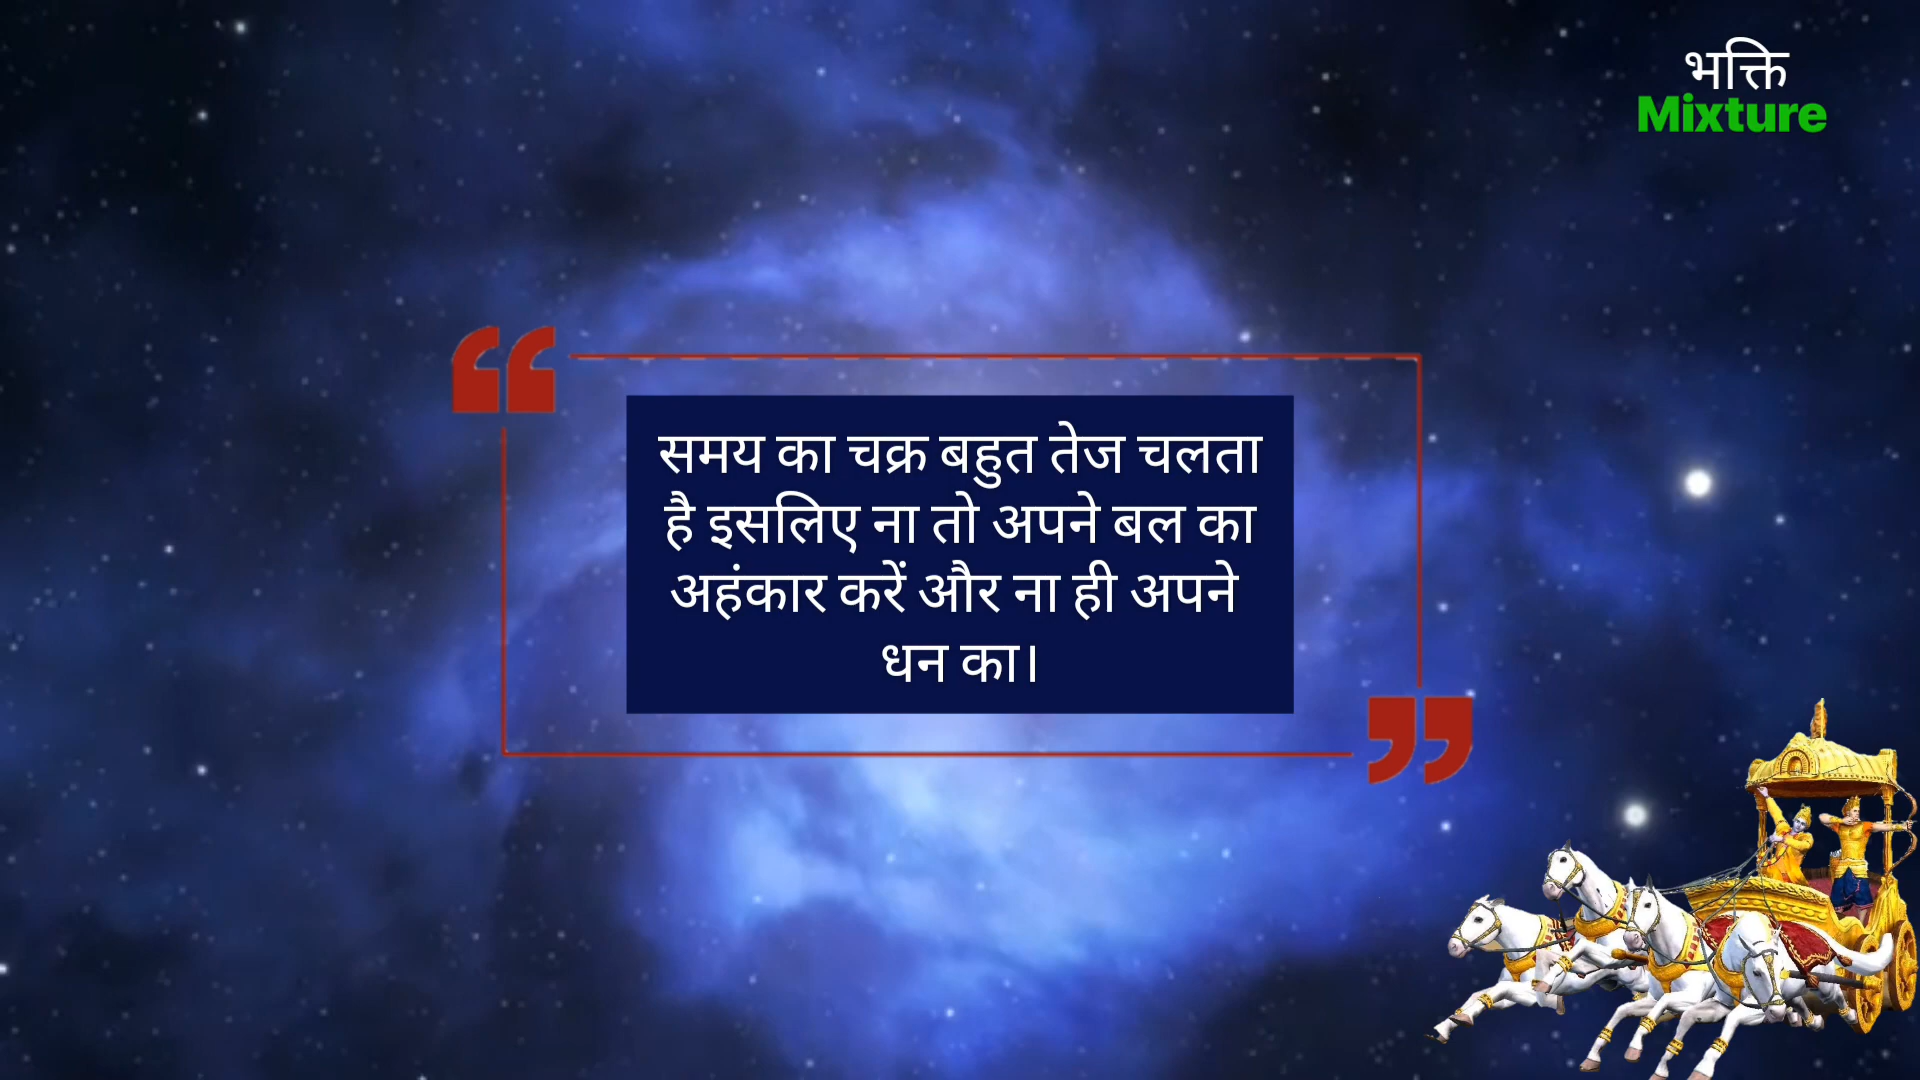 भक्ति
Mixture
समय का चक्र बहुत तेज चलता
है इसलिए ना तो अपने बल का
अहंकार करें और ना ही अपने
धन का।